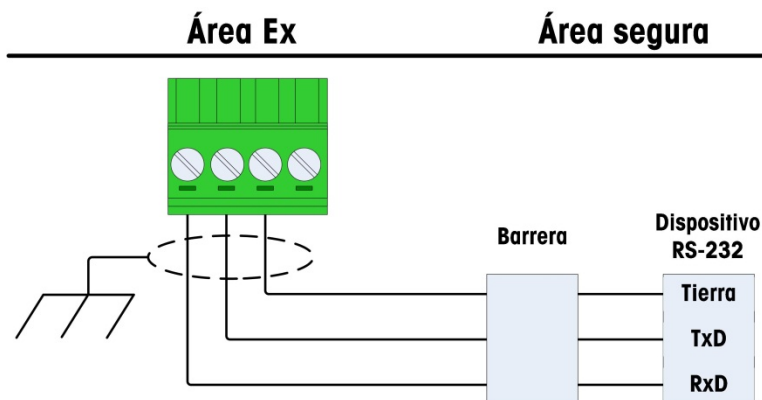 Área Ex
Área segura
Barrera
Dispositivo
RS-232
Tierra
TxD
RxD